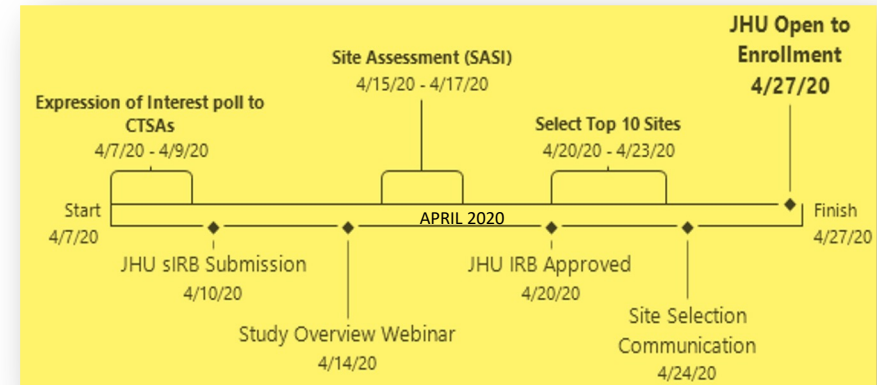 JHU Open to
Enrollment
4/27/20
Site Assessment (SASI)
4/15/20 - 4/17/20
Expression of Interest poll to
CTSAs
4/7/20 - 4/9/20
Select Top 10 Sites
4/20/20 - 4/23/20
Start
4/7/20
APRIL 2020
Finish
4/27/20
JHU sIRB Submission
4/10/20
Study Overview Webinar
4/14/20
JHU IRB Approved
4/20/20
Site Selection
Communication
4/24/20